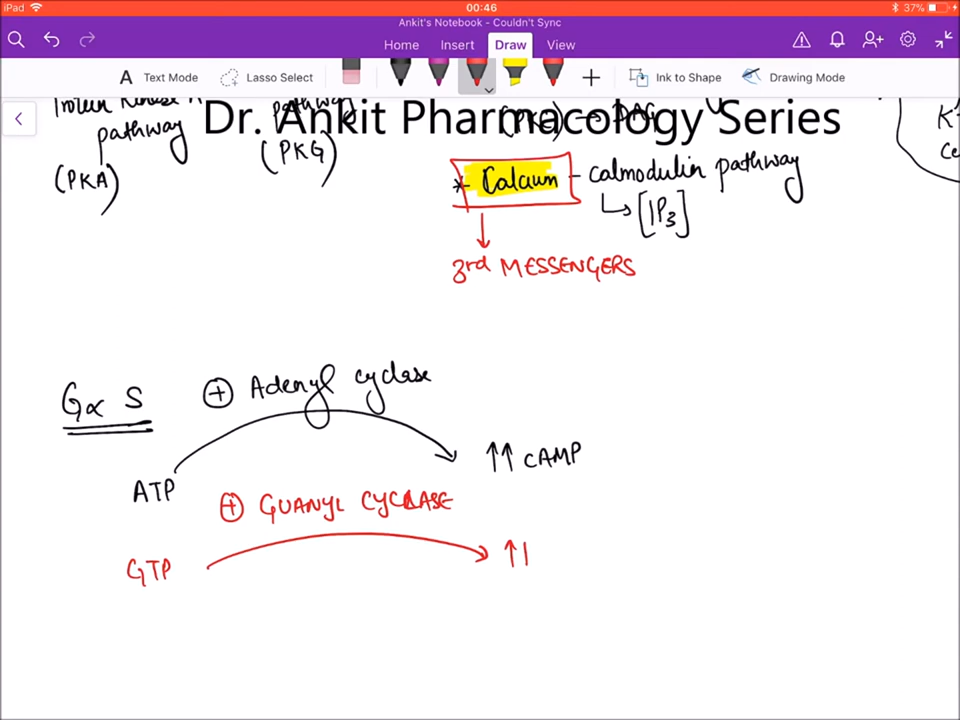 iPad 00:46 37%
Ankit's Notebook - Couldn't Sync
Home Insert Draw View
A Text Mode Lasso Select Ink to Shape Drawing Mode
Dr. Ankit Pharmacology Series
pathway
pathway
(PKA)
(PKG)
DAG
K+
Calcium - calmodulin pathway
[IP3]
3rd MESSENGERS
Gα S
+ Adenyl cyclase
ATP
↑↑ cAMP
+ GUANYL CYCLASE
GTP
↑